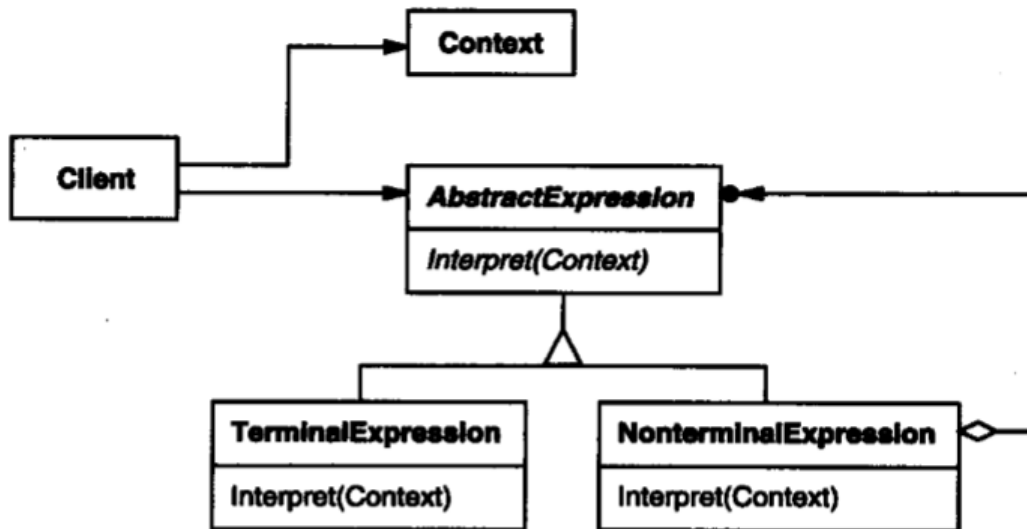 Context
Client
AbstractExpression
Interpret(Context)
TerminalExpression
NonterminalExpression
Interpret(Context)
Interpret(Context)